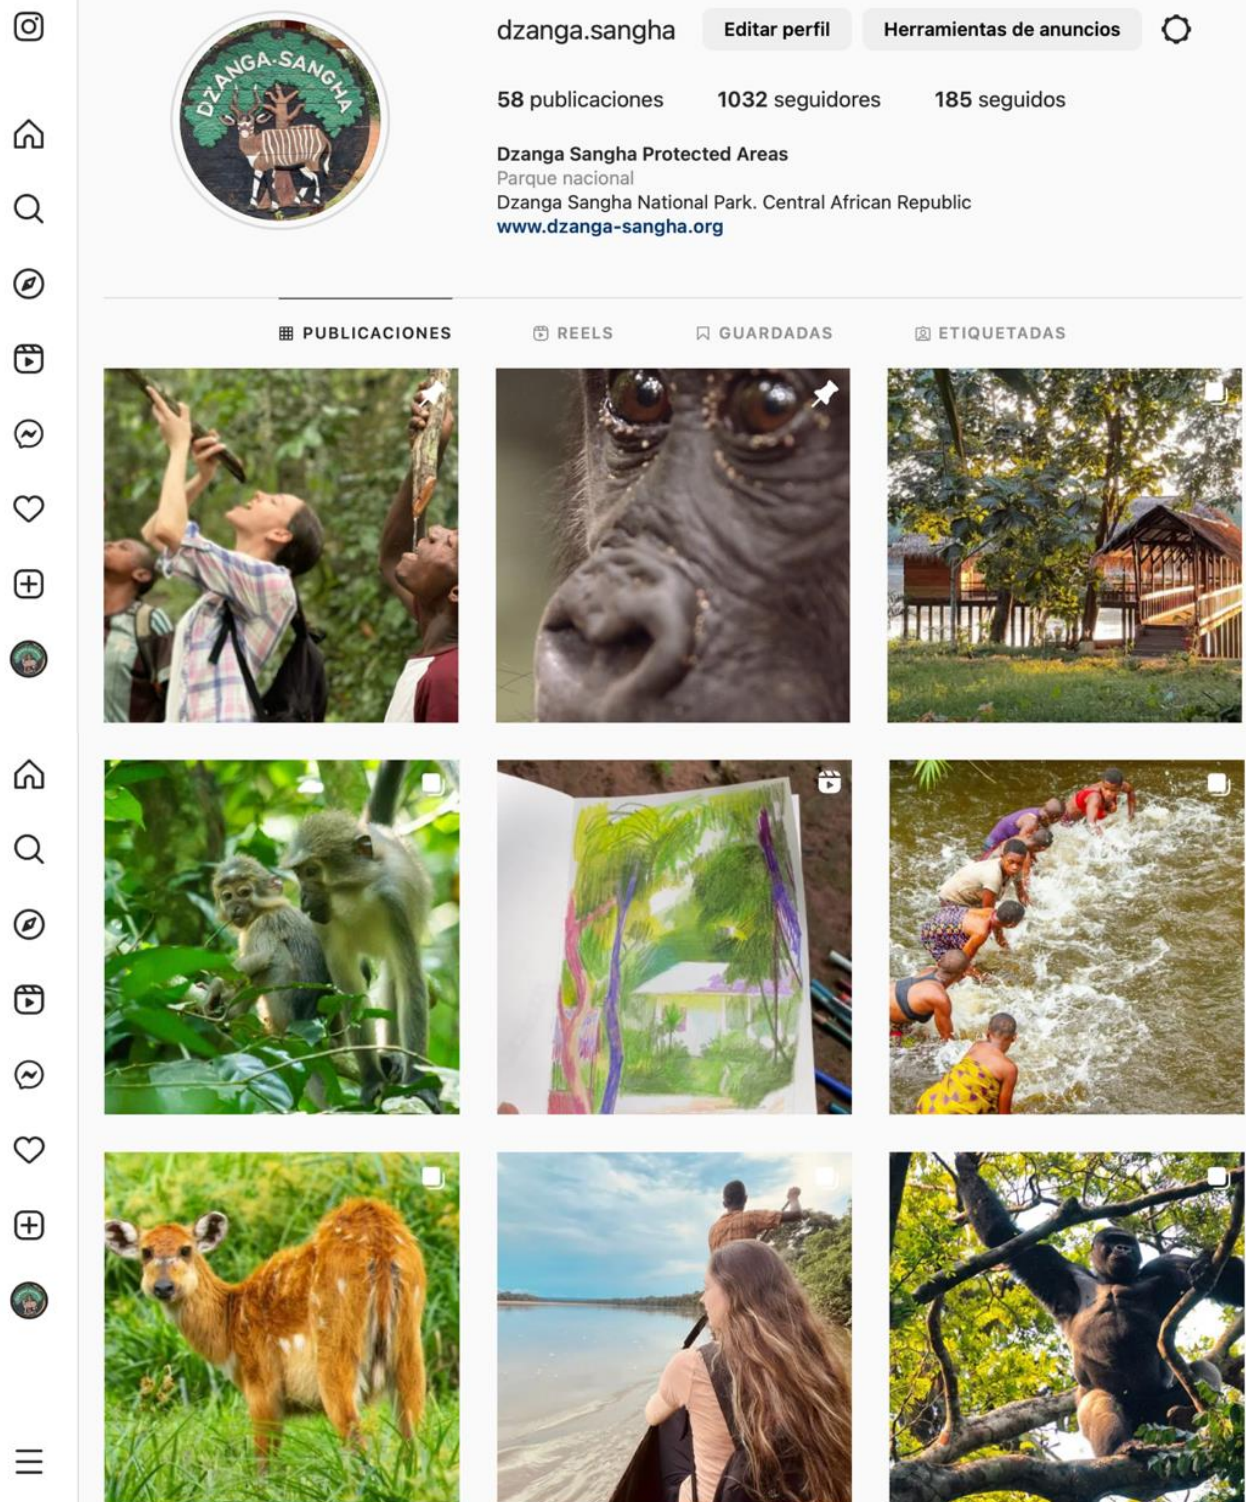 DZANGA-SANGHA
dzanga.sangha Editar perfil Herramientas de anuncios
58 publicaciones 1032 seguidores 185 seguidos
Dzanga Sangha Protected Areas
Parque nacional
Dzanga Sangha National Park. Central African Republic
www.dzanga-sangha.org
PUBLICACIONES REELS GUARDADAS ETIQUETADAS